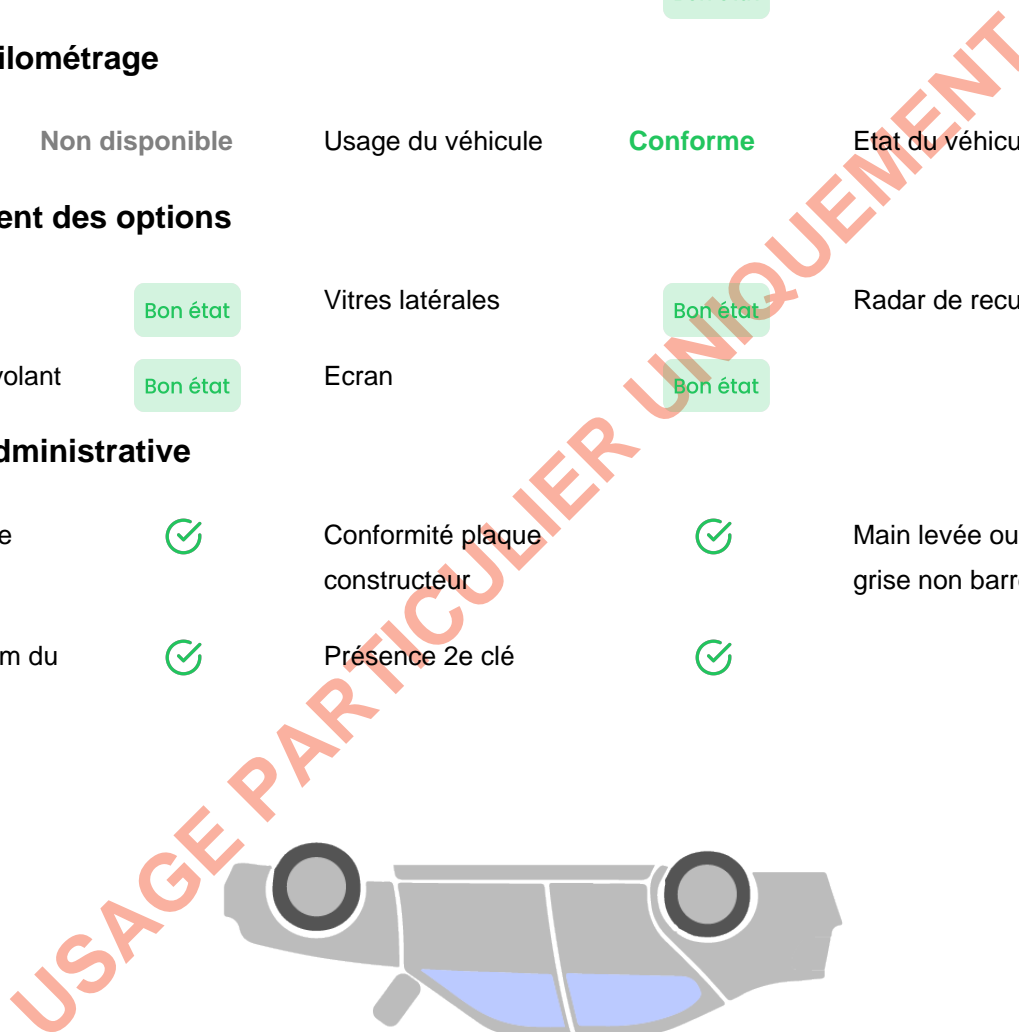 ilométrage
Non disponible Usage du véhicule Conforme Etat du véhicu
ent des options
Bon état Vitres latérales Bon état Radar de recu
volant Bon état Ecran Bon état
dministrative
e Conformité plaque Main levée ou
constructeur grise non barr
m du Présence 2e clé
USAGE PARTICULIER UNIQUEMENT